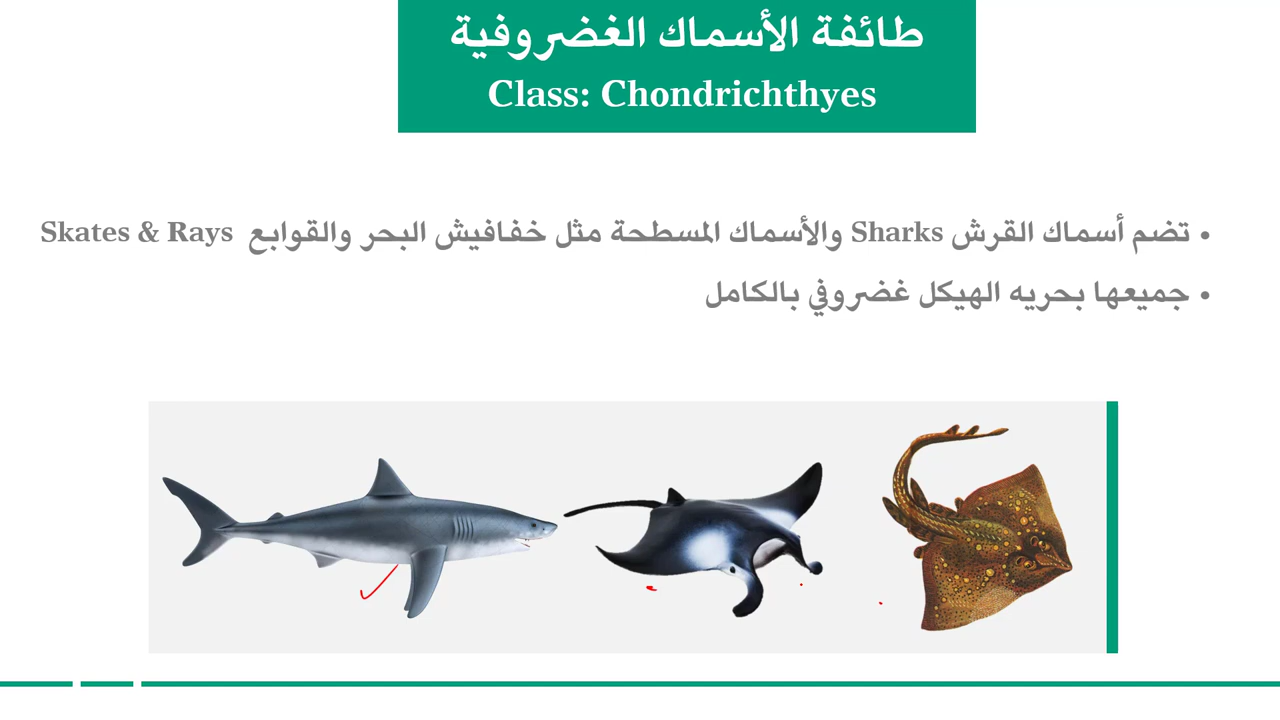 طائفة الأسماك الغضروفية
Class: Chondrichthyes
• تضم أسماك القرش Sharks والأسماك المسطحة مثل خفافيش البحر والقوابع Skates & Rays
• جميعها بحريه الهيكل غضروفي بالكامل